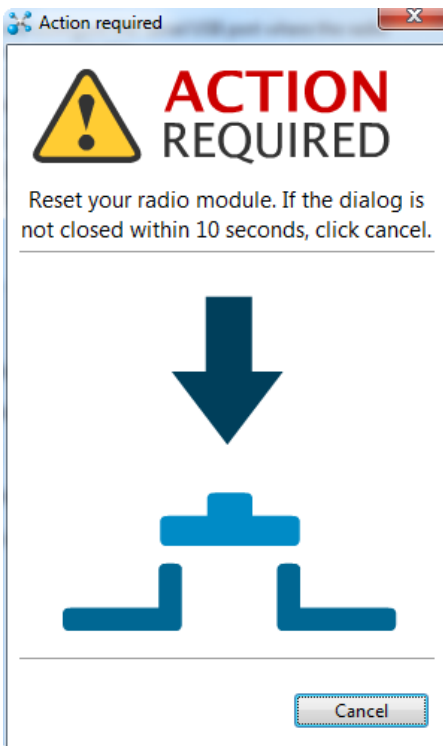 Action required
ACTION
REQUIRED
Reset your radio module. If the dialog is
not closed within 10 seconds, click cancel.
Cancel